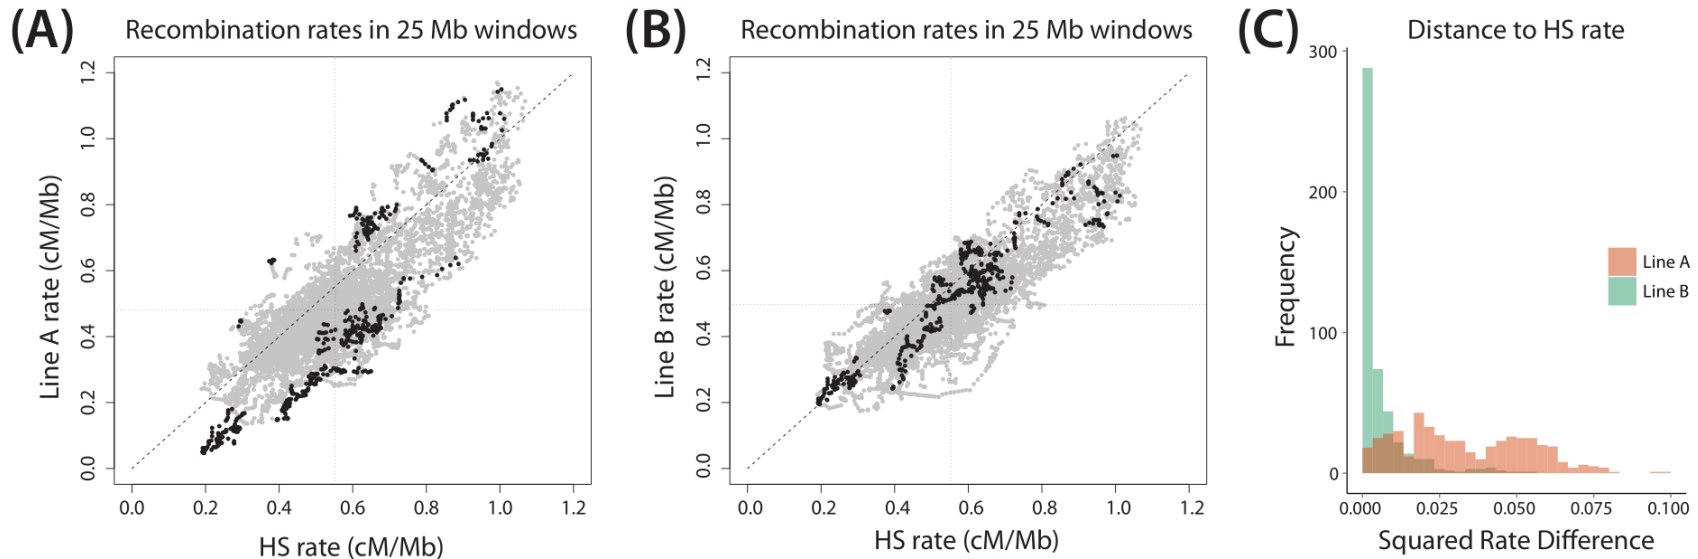 (A)
Recombination rates in 25 Mb windows
Line A rate (cM/Mb)
1.2
1.0
0.8
0.6
0.4
0.2
0.0
0.0 0.2 0.4 0.6 0.8 1.0 1.2
HS rate (cM/Mb)
(B)
Recombination rates in 25 Mb windows
Line B rate (cM/Mb)
1.2
1.0
0.8
0.6
0.4
0.2
0.0
0.0 0.2 0.4 0.6 0.8 1.0 1.2
HS rate (cM/Mb)
(C)
Distance to HS rate
Frequency
300
200
100
0
0.000 0.025 0.050 0.075 0.100
Squared Rate Difference
Line A
Line B